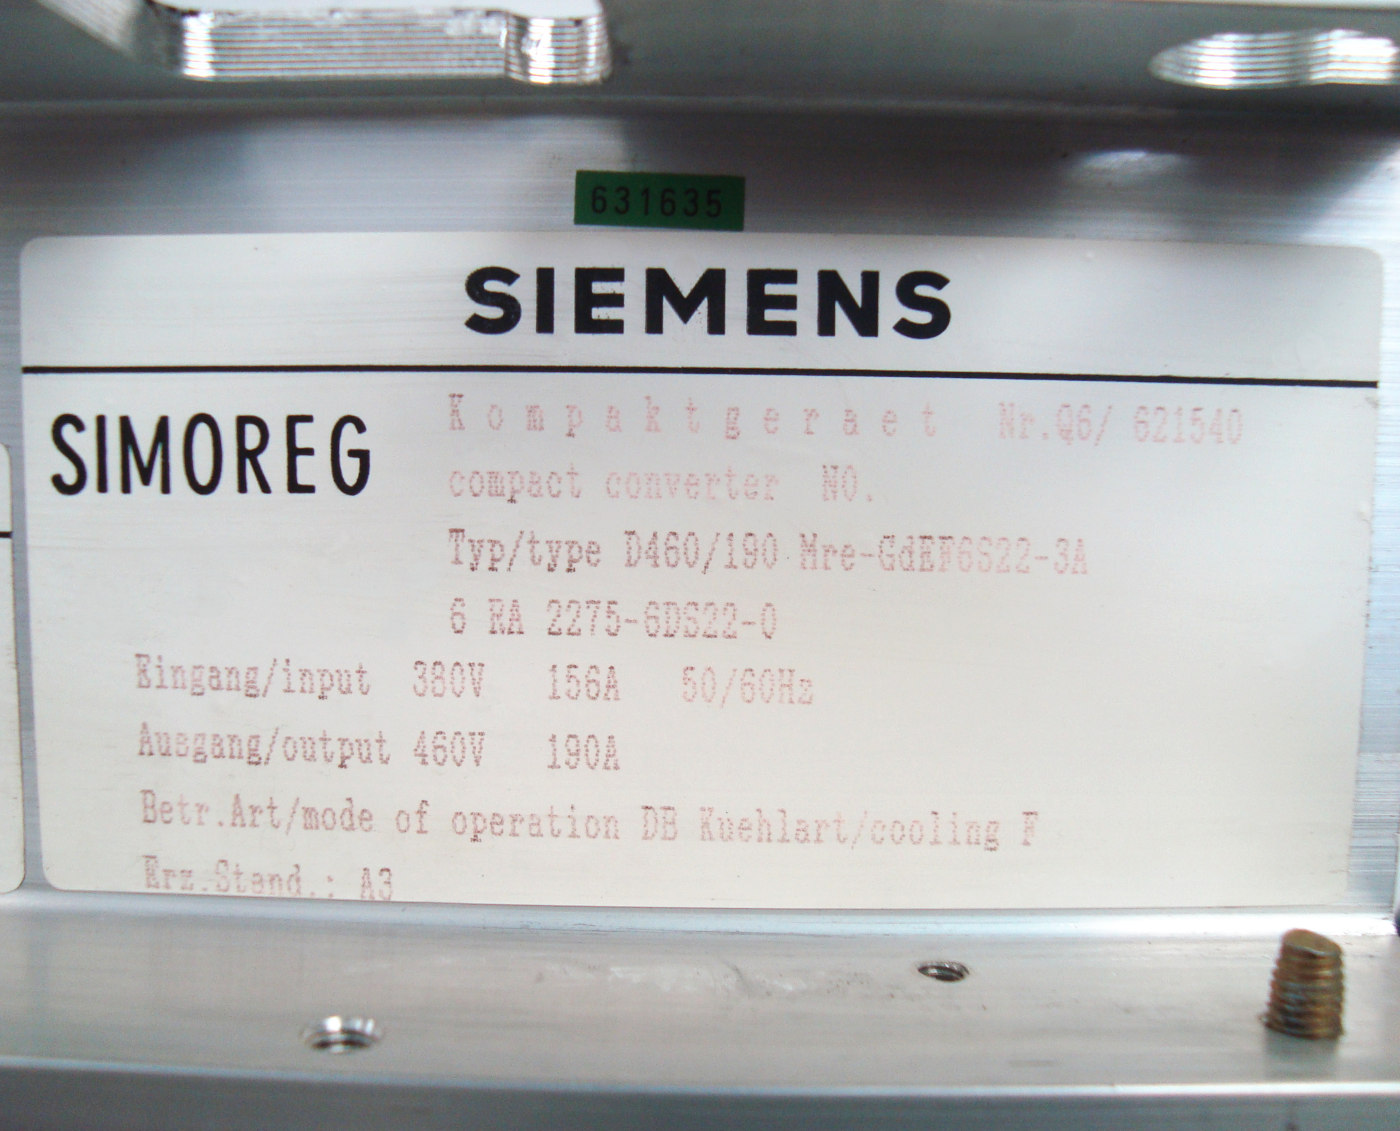 631635
SIEMENS
SIMOREG
Kompaktgeraet Nr.Q6/ 621540
compact converter NO.
Typ/type D460/190 Mre-GdEF6S22-3A
6 RA 2275-6DS22-0
Eingang/input 380V 156A 50/60Hz
Ausgang/output 460V 190A
Betr.Art/mode of operation DB Kuehlart/cooling F
Erz.Stand.: A3